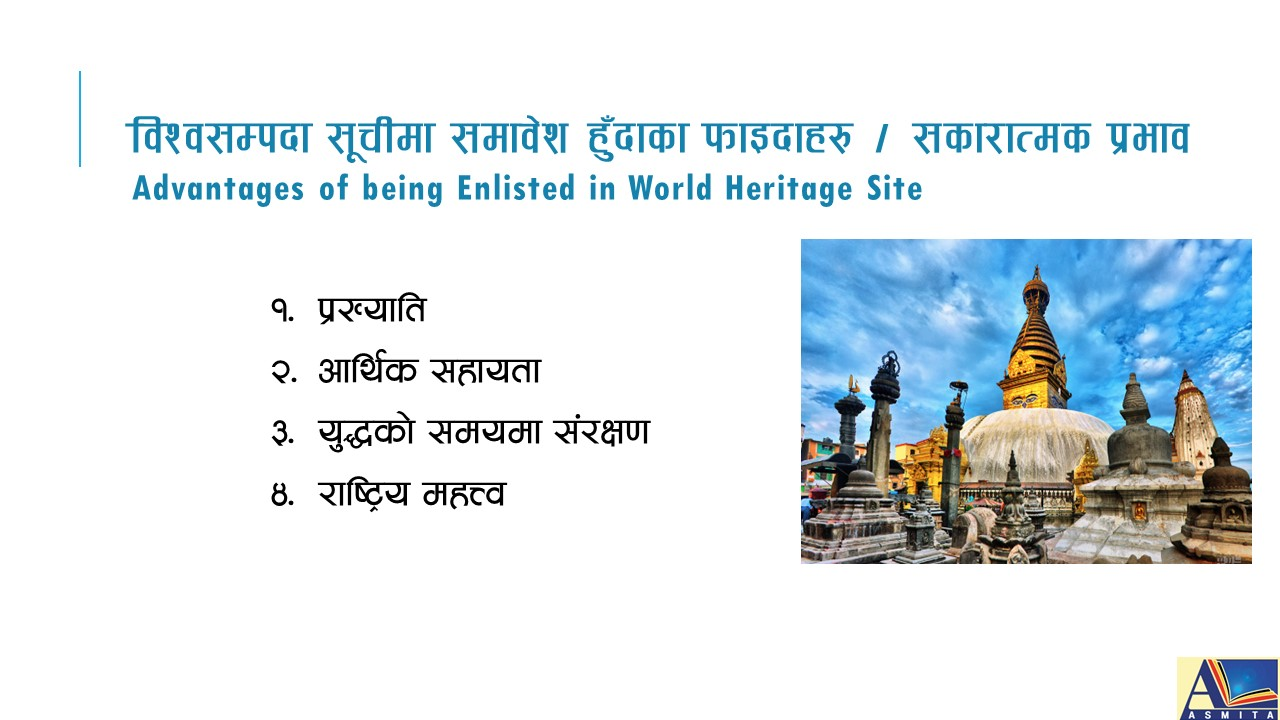 विश्वसम्पदा सूचीमा समावेश हुँदाका फाइदाहरु / सकारात्मक प्रभाव
Advantages of being Enlisted in World Heritage Site
१. प्रख्याति
२. आर्थिक सहायता
३. युद्धको समयमा संरक्षण
४. राष्ट्रिय महत्त्व
ASMITA